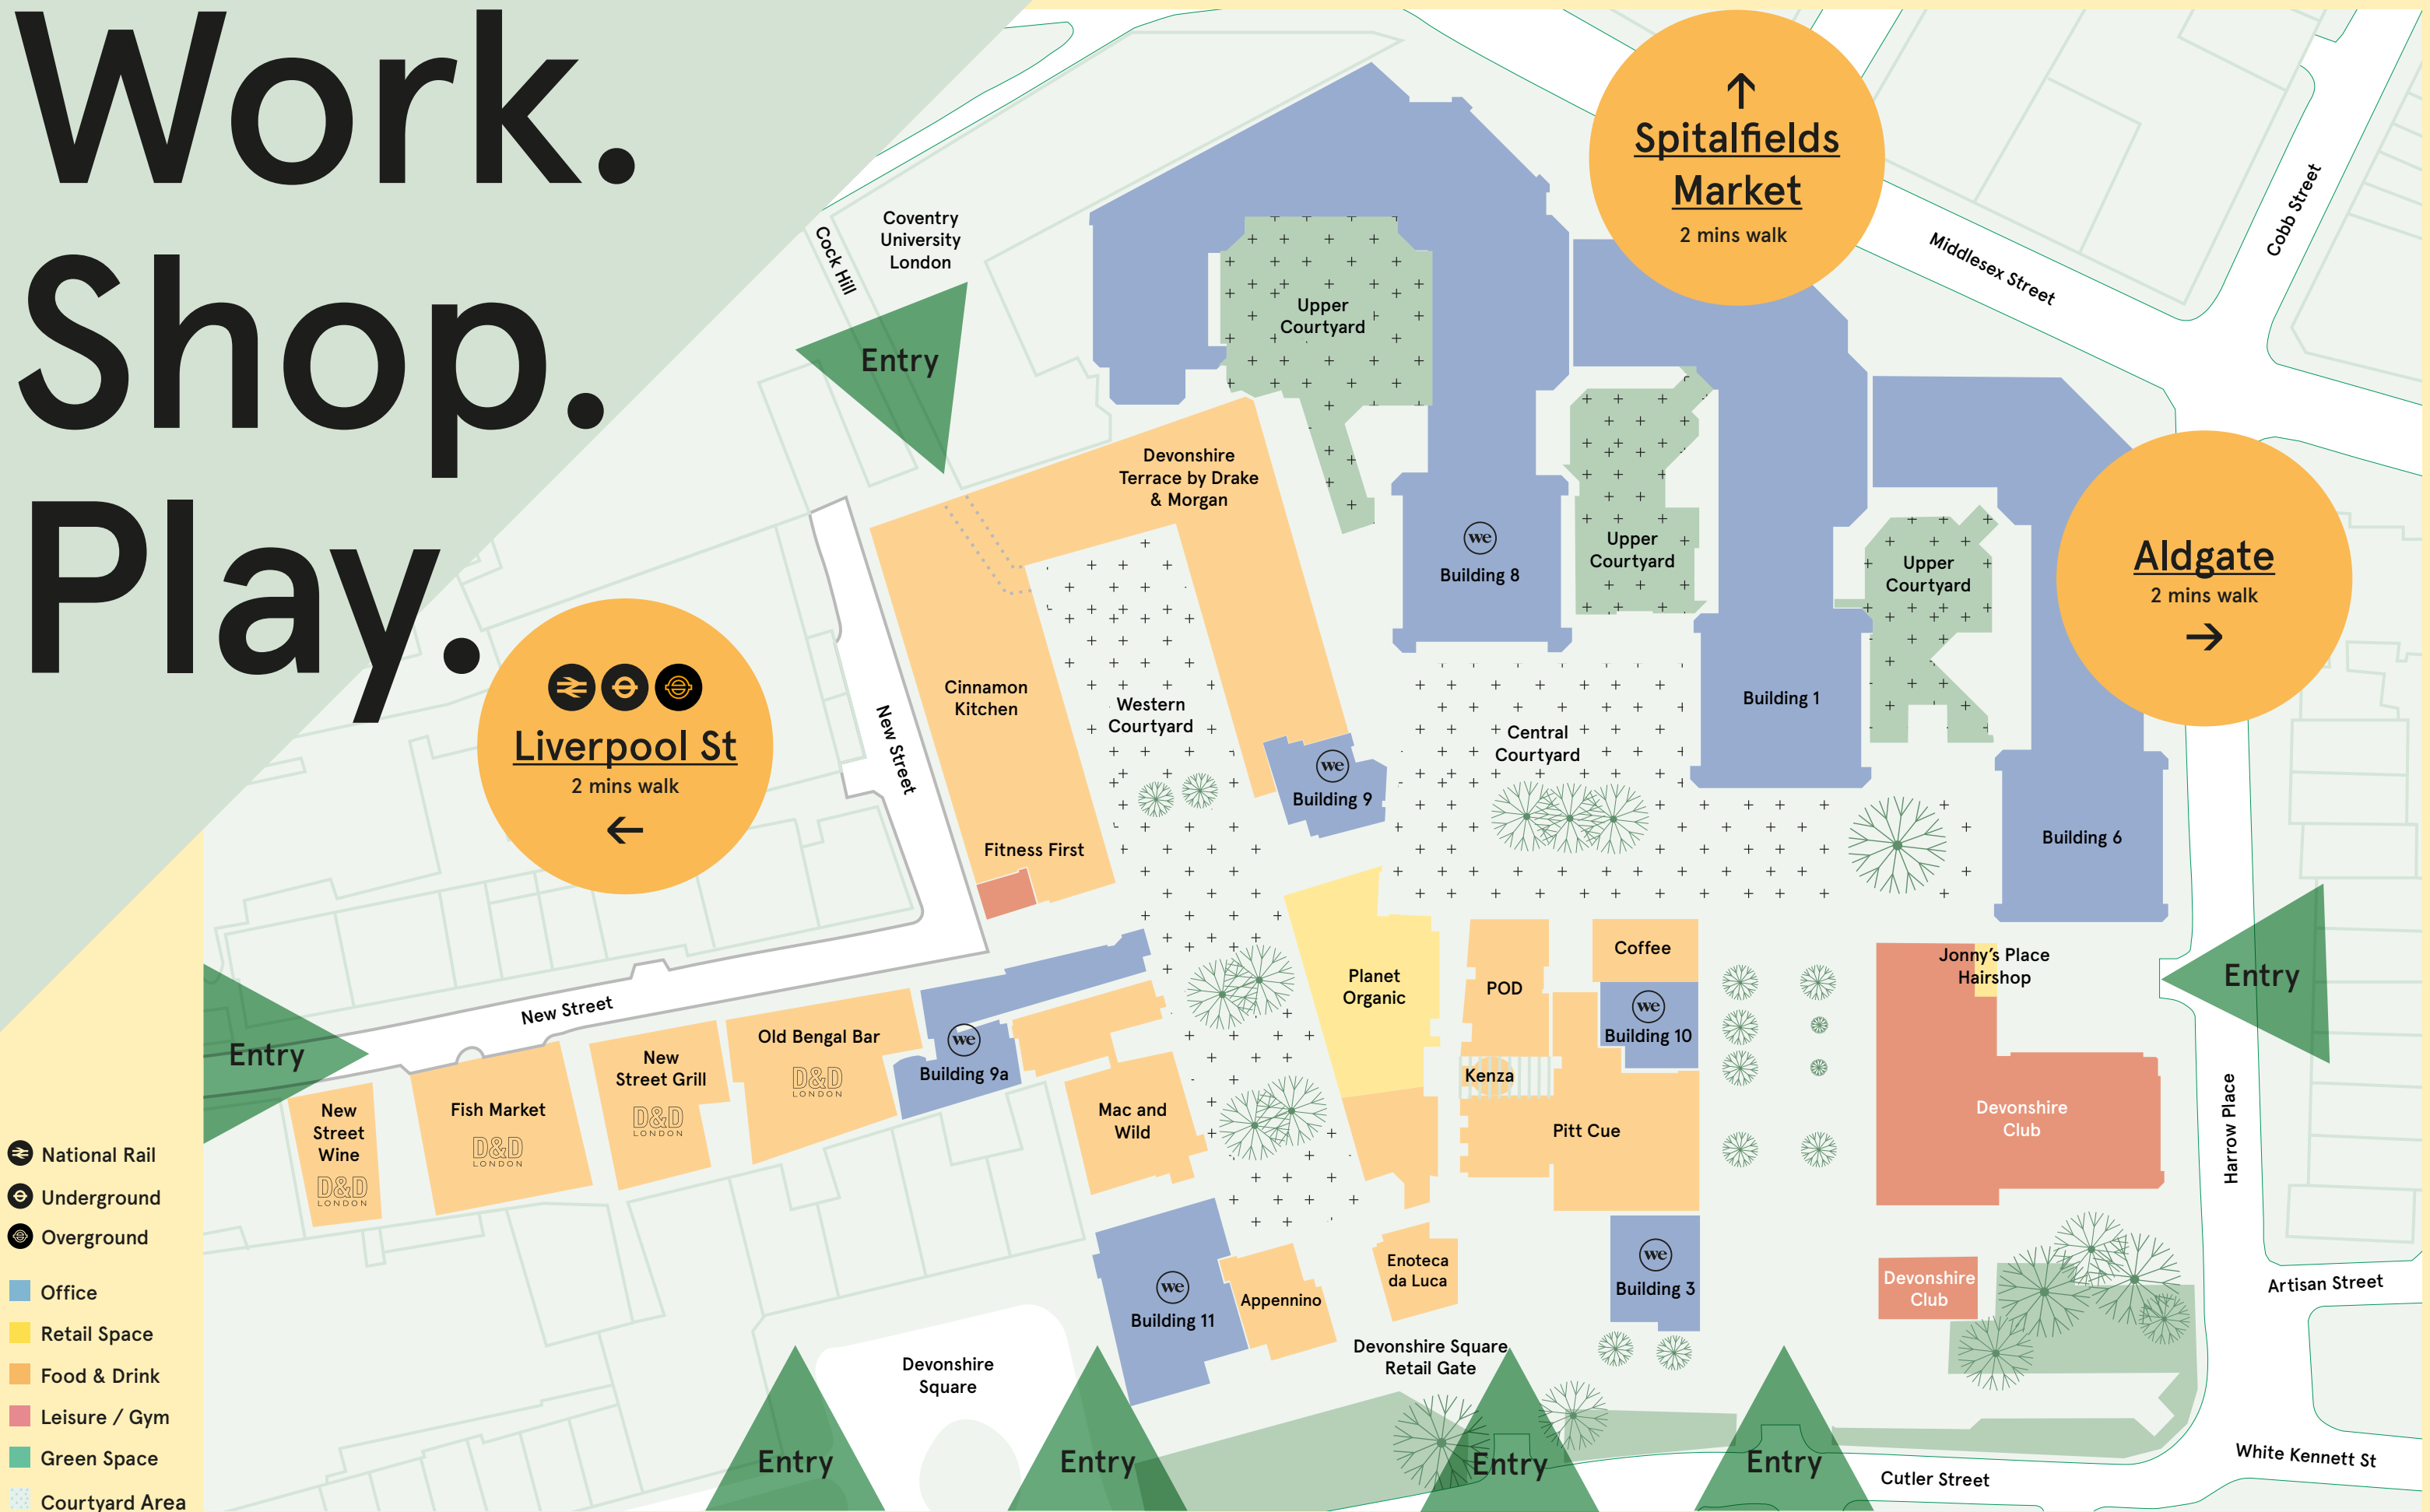 Work.
Shop.
Play.
↑
Spitalfields
Market
2 mins walk
Cobb Street
Middlesex Street
Coventry
University
London
Cock Hill
Entry
Upper
Courtyard
Devonshire
Terrace by Drake
& Morgan
we
Building 8
Upper
Courtyard
Upper
Courtyard
Aldgate
2 mins walk
→
Liverpool St
2 mins walk
←
New Street
Cinnamon
Kitchen
Western
Courtyard
Central
Courtyard
Building 1
we
Building 9
Building 6
Fitness First
Planet
Organic
POD
Coffee
we
Building 10
Jonny's Place
Hairshop
Entry
New Street
Entry
Old Bengal Bar
D&D
LONDON
New
Street Grill
D&D
LONDON
Fish Market
D&D
LONDON
New
Street
Wine
D&D
LONDON
we
Building 9a
Mac and
Wild
Kenza
Pitt Cue
Devonshire
Club
Harrow Place
we
Building 11
Appennino
Enoteca
da Luca
we
Building 3
Devonshire
Club
Artisan Street
Devonshire
Square
Devonshire Square
Retail Gate
Entry
Entry
Entry
Entry
Cutler Street
White Kennett St
National Rail
Underground
Overground
Office
Retail Space
Food & Drink
Leisure / Gym
Green Space
Courtyard Area